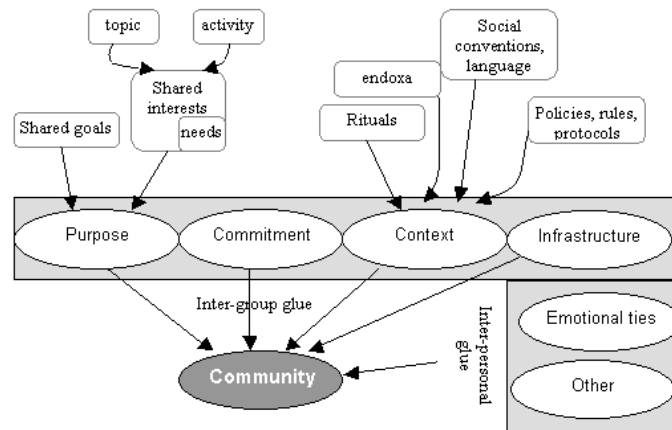 topic
activity
Social
conventions,
language
endoxa
Shared
interests
needs
Shared goals
Rituals
Policies, rules,
protocols
Purpose
Commitment
Context
Infrastructure
Inter-group glue
Inter-personal
glue
Emotional ties
Other
Community